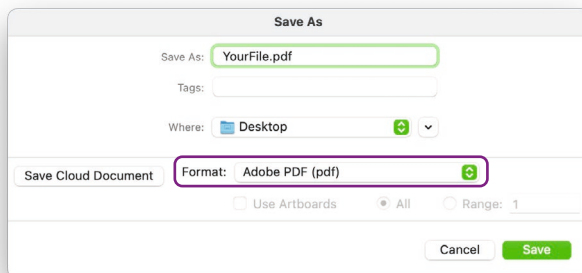 Save As
Save As: YourFile.pdf
Tags:
Where: Desktop
Save Cloud Document Format: Adobe PDF (pdf)
Use Artboards All Range: 1
Cancel Save